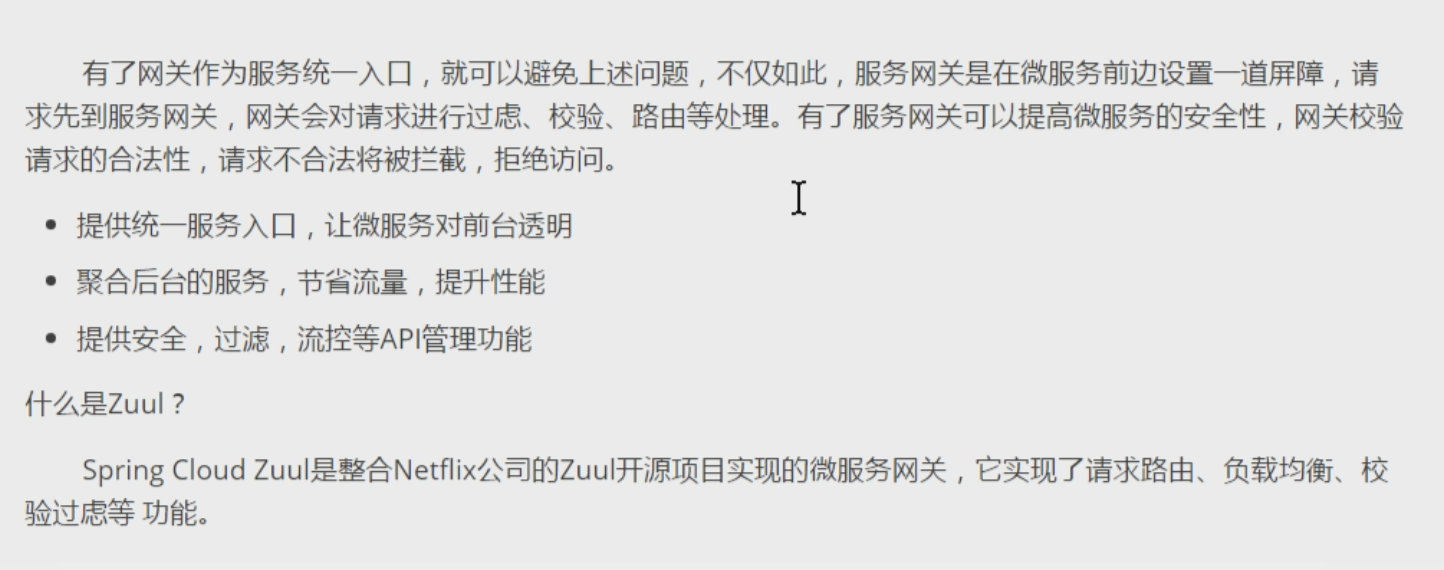 有了网关作为服务统一入口，就可以避免上述问题，不仅如此，服务网关是在微服务前边设置一道屏障，请
求先到服务网关，网关会对请求进行过虑、校验、路由等处理。有了服务网关可以提高微服务的安全性，网关校验
请求的合法性，请求不合法将被拦截，拒绝访问。
• 提供统一服务入口，让微服务对前台透明
• 聚合后台的服务，节省流量，提升性能
• 提供安全，过滤，流控等API管理功能
什么是Zuul？
Spring Cloud Zuul是整合Netflix公司的Zuul开源项目实现的微服务网关，它实现了请求路由、负载均衡、校
验过虑等 功能。